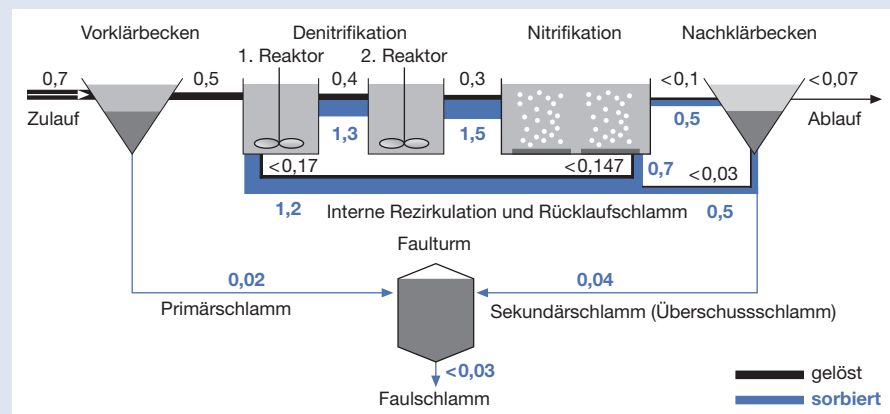 Vorklärbecken
Denitrifikation
Nitrifikation
Nachklärbecken
1. Reaktor
2. Reaktor
0,7
0,5
0,4
0,3
<0,1
<0,07
Zulauf
1,3
1,5
0,5
Ablauf
<0,17
<0,147
0,7
<0,03
1,2
Interne Rezirkulation und Rücklaufschlamm
0,5
Faulturm
0,02
0,04
Primärschlamm
Sekundärschlamm (Überschussschlamm)
<0,03
Faulschlamm
gelöst
sorbiert